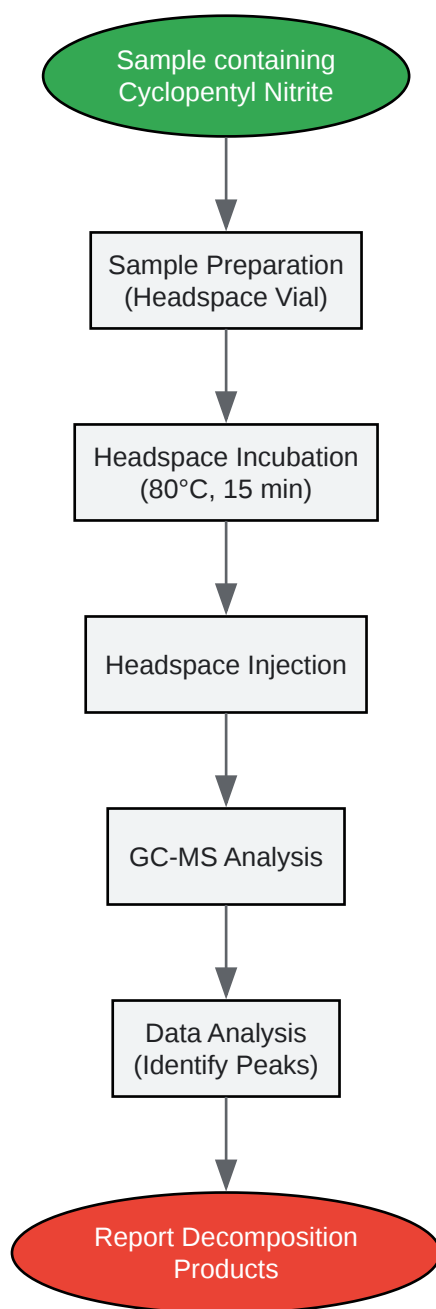 Sample containing
Cyclopentyl Nitrite
Sample Preparation
(Headspace Vial)
Headspace Incubation
(80°C, 15 min)
Headspace Injection
GC-MS Analysis
Data Analysis
(Identify Peaks)
Report Decomposition
Products